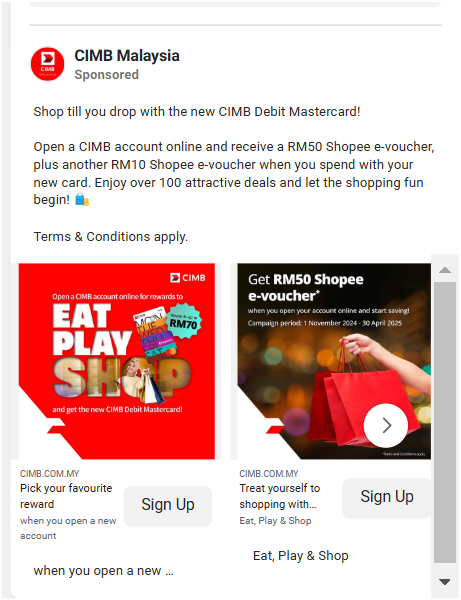 CIMB Malaysia
Sponsored
Shop till you drop with the new CIMB Debit Mastercard!
Open a CIMB account online and receive a RM50 Shopee e-voucher,
plus another RM10 Shopee e-voucher when you spend with your
new card. Enjoy over 100 attractive deals and let the shopping fun
begin! 🛍️
Terms & Conditions apply.
CIMB
Open a CIMB account online for rewards to
EAT
PLAY
SHOP
RM70
and get the new CIMB Debit Mastercard!
Get RM50 Shopee
e-voucher*
when you open your account online and start saving!
Campaign period: 1 November 2024 - 30 April 2025
*Terms and Conditions apply.
CIMB.COM.MY
Pick your favourite
reward
when you open a new
account
Sign Up
when you open a new ...
CIMB.COM.MY
Treat yourself to
shopping with...
Eat, Play & Shop
Sign Up
Eat, Play & Shop